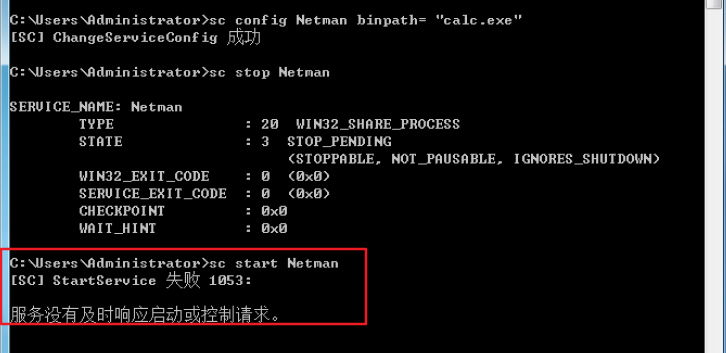 C:\Users\Administrator>sc config Netman binpath= "calc.exe"
[SC] ChangeServiceConfig 成功
C:\Users\Administrator>sc stop Netman
SERVICE_NAME: Netman
TYPE : 20 WIN32_SHARE_PROCESS
STATE : 3 STOP_PENDING
(STOPPABLE, NOT_PAUSABLE, IGNORES_SHUTDOWN)
WIN32_EXIT_CODE : 0 (0x0)
SERVICE_EXIT_CODE : 0 (0x0)
CHECKPOINT : 0x0
WAIT_HINT : 0x0
C:\Users\Administrator>sc start Netman
[SC] StartService 失败 1053:
服务没有及时响应启动或控制请求。